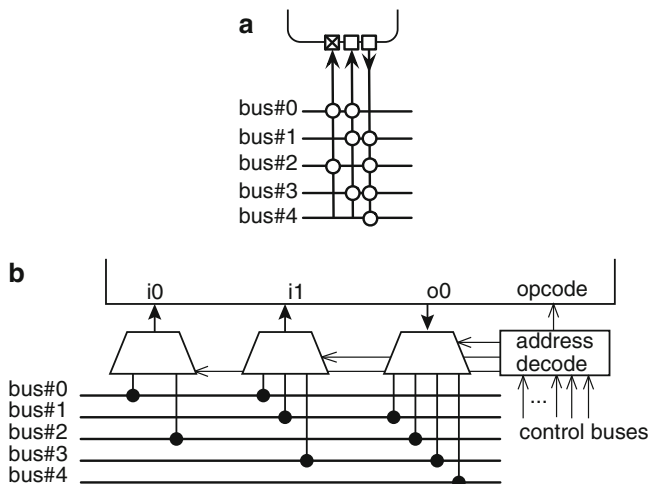 a
bus#0
bus#1
bus#2
bus#3
bus#4
b
i0 i1 o0 opcode
address
decode
bus#0
bus#1
bus#2
bus#3
bus#4
...
control buses